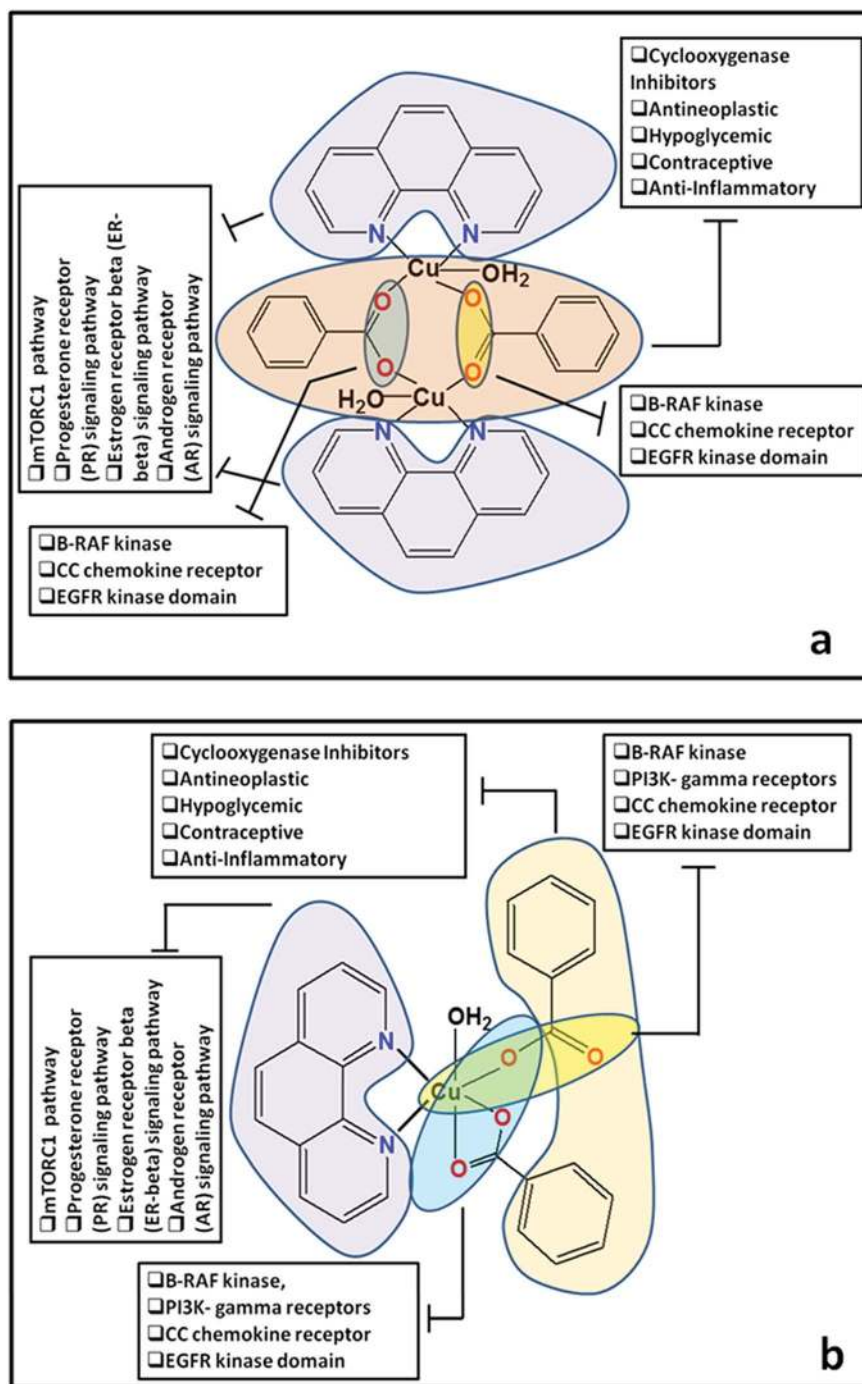 ❑Cyclooxygenase
Inhibitors
❑Antineoplastic
❑Hypoglycemic
❑Contraceptive
❑Anti-Inflammatory
❑mTORC1 pathway
❑Progesterone receptor
(PR) signaling pathway
❑Estrogen receptor beta (ER-
beta) signaling pathway
❑Androgen receptor
(AR) signaling pathway
N
N
Cu
OH2
O
O
O
O
H2O
Cu
N
N
❑B-RAF kinase
❑CC chemokine receptor
❑EGFR kinase domain
❑B-RAF kinase
❑CC chemokine receptor
❑EGFR kinase domain
a
❑Cyclooxygenase Inhibitors
❑Antineoplastic
❑Hypoglycemic
❑Contraceptive
❑Anti-Inflammatory
❑B-RAF kinase
❑PI3K- gamma receptors
❑CC chemokine receptor
❑EGFR kinase domain
❑mTORC1 pathway
❑Progesterone receptor
(PR) signaling pathway
❑Estrogen receptor beta
(ER-beta) signaling pathway
❑Androgen receptor
(AR) signaling pathway
OH2
N
O
O
Cu
O
N
O
❑B-RAF kinase,
❑PI3K- gamma receptors
❑CC chemokine receptor
❑EGFR kinase domain
b